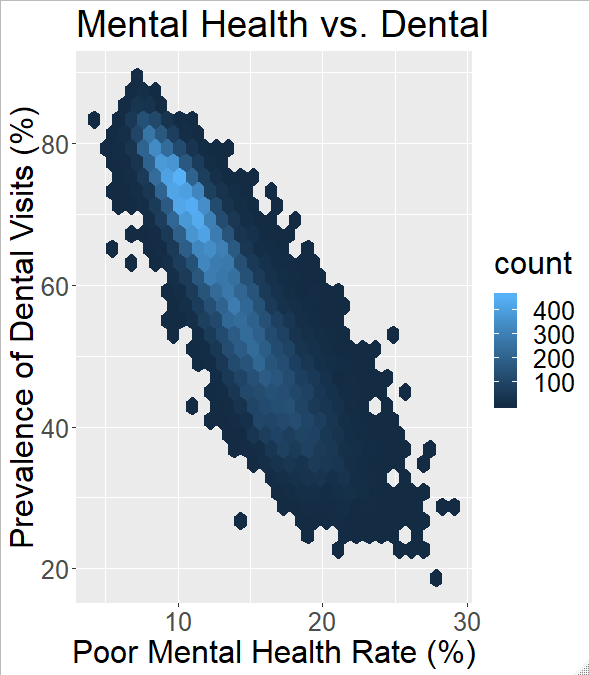 Mental Health vs. Dental
Prevalence of Dental Visits (%)
80
60
40
20
10
20
30
Poor Mental Health Rate (%)
count
400
300
200
100